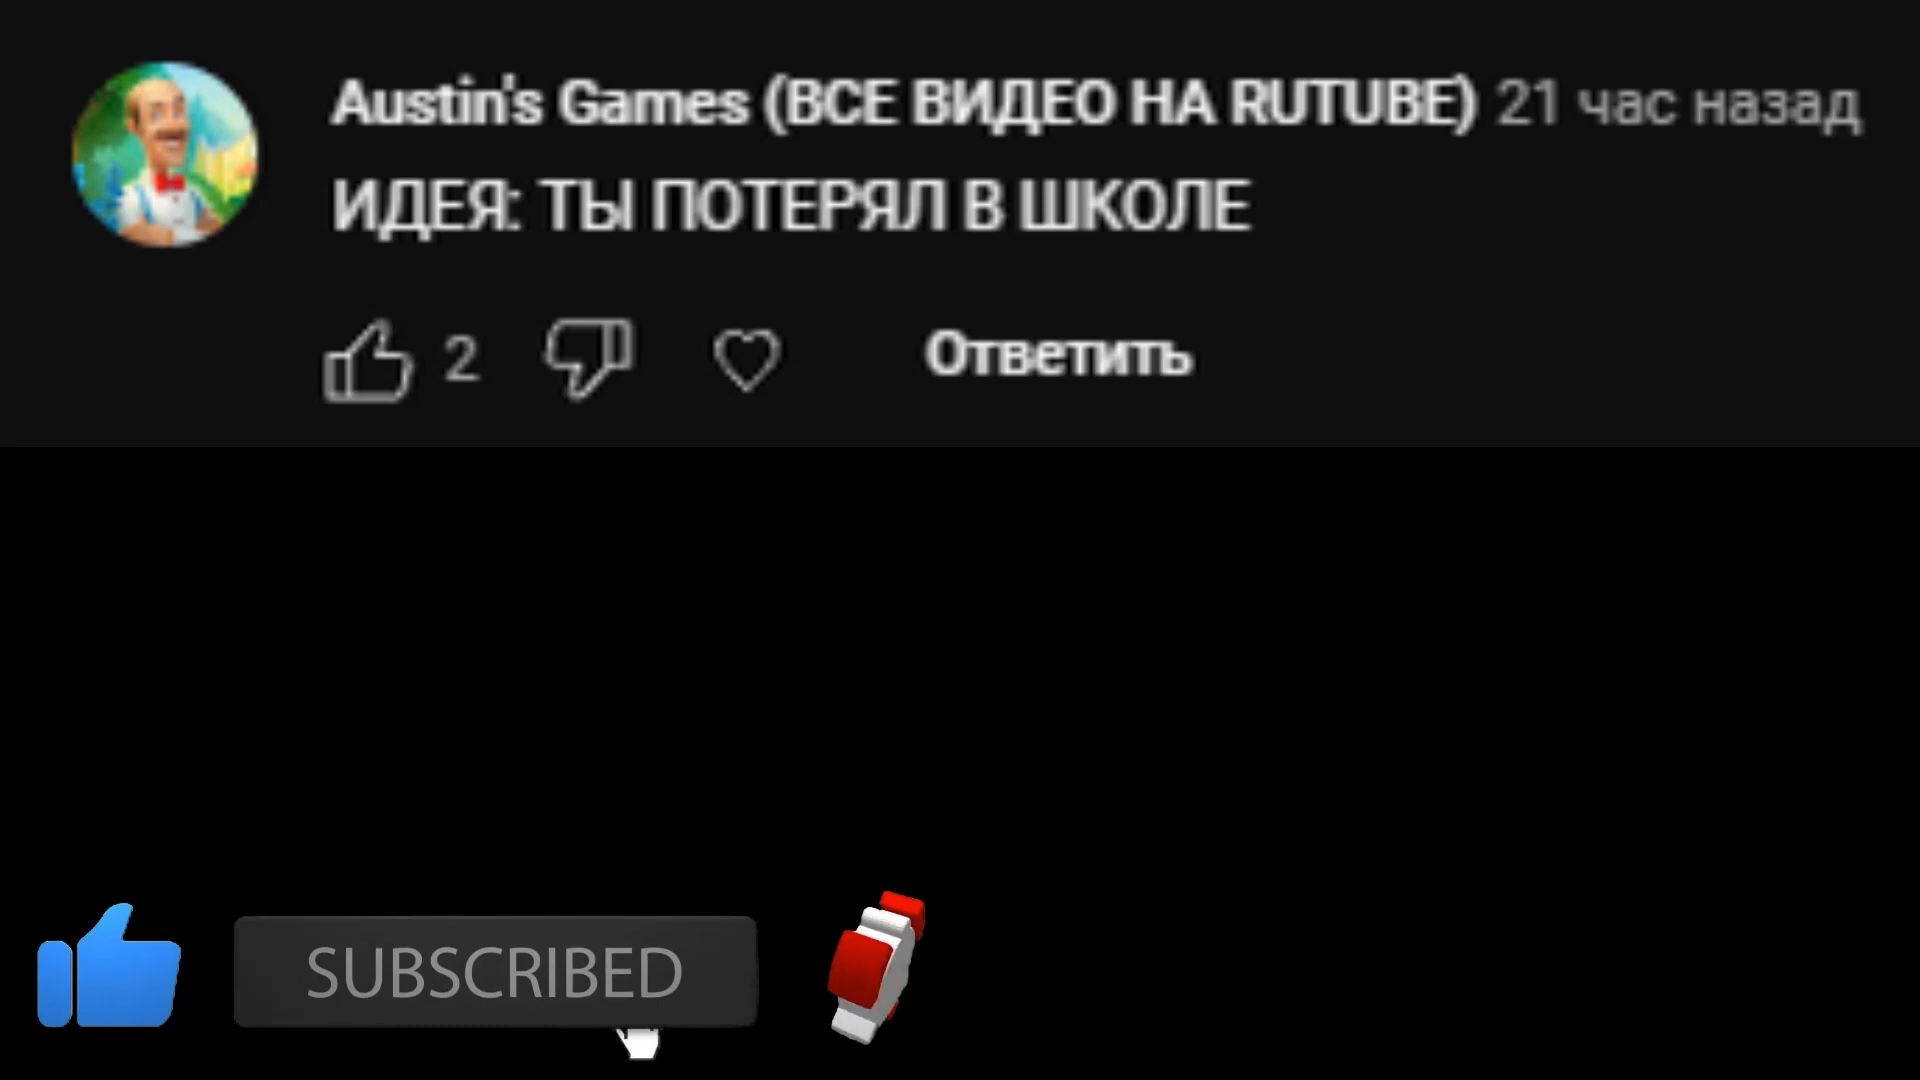 Austin's Games (ВСЕ ВИДЕО НА RUTUBE) 21 час назад
ИДЕЯ: ТЫ ПОТЕРЯЛ В ШКОЛЕ
2 Ответить
SUBSCRIBED